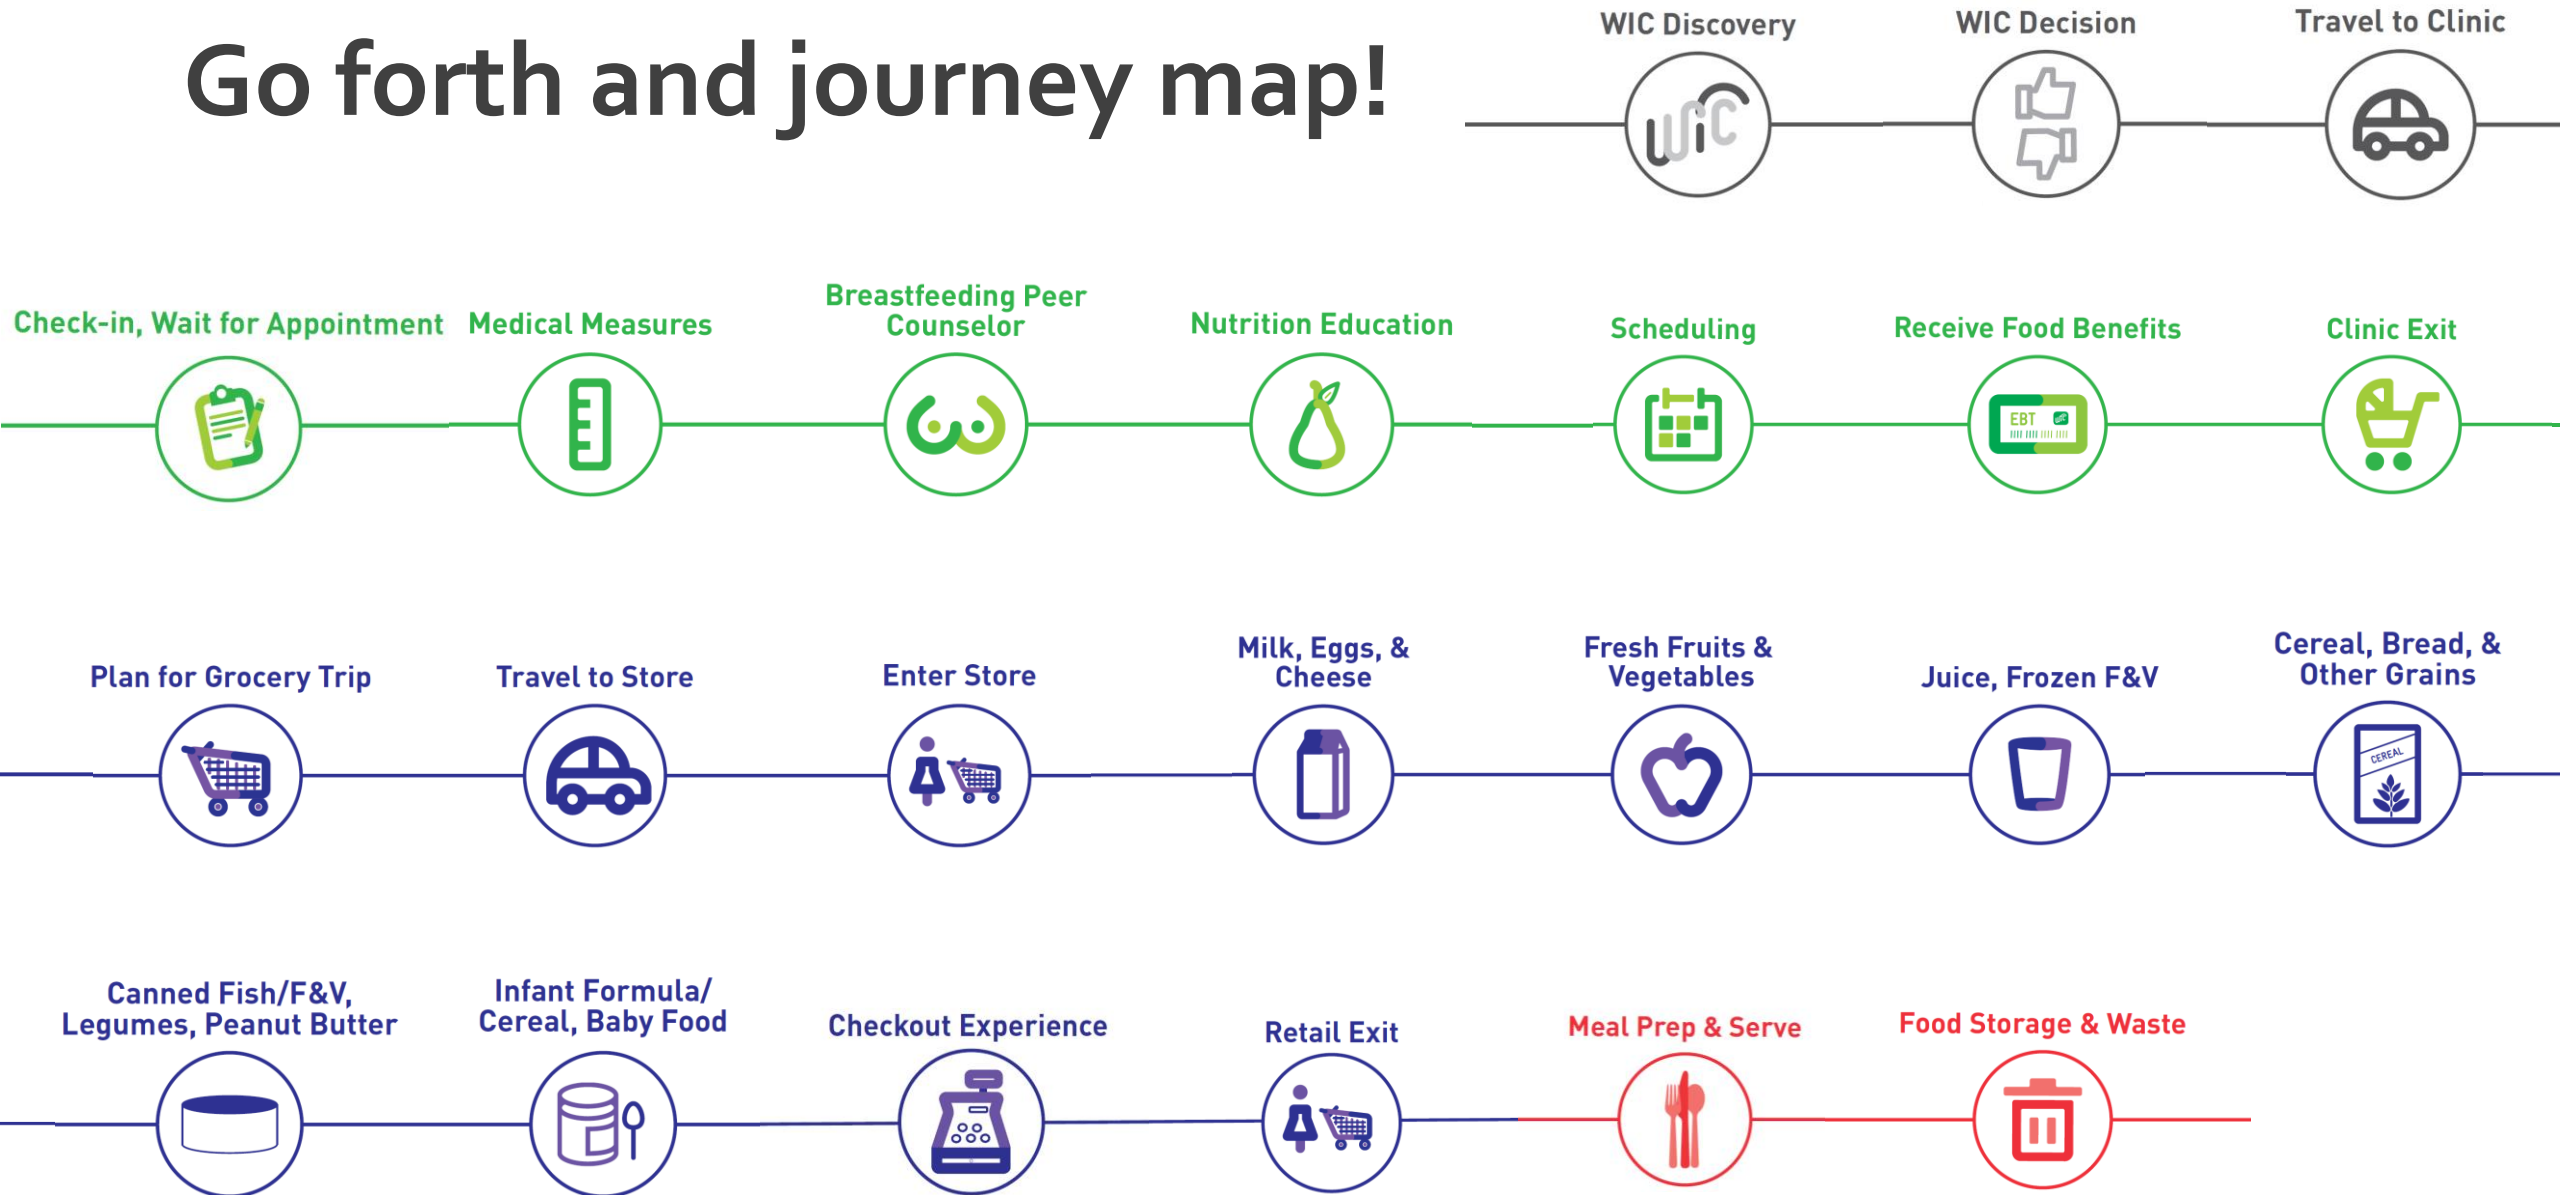 Go forth and journey map!
WIC Discovery
WIC Decision
Travel to Clinic
WIC
Check-in, Wait for Appointment
Medical Measures
Breastfeeding Peer
Counselor
Nutrition Education
Scheduling
Receive Food Benefits
Clinic Exit
EBT
Plan for Grocery Trip
Travel to Store
Enter Store
Milk, Eggs, &
Cheese
Fresh Fruits &
Vegetables
Juice, Frozen F&V
Cereal, Bread, &
Other Grains
CEREAL
Canned Fish/F&V,
Legumes, Peanut Butter
Infant Formula/
Cereal, Baby Food
Checkout Experience
Retail Exit
Meal Prep & Serve
Food Storage & Waste